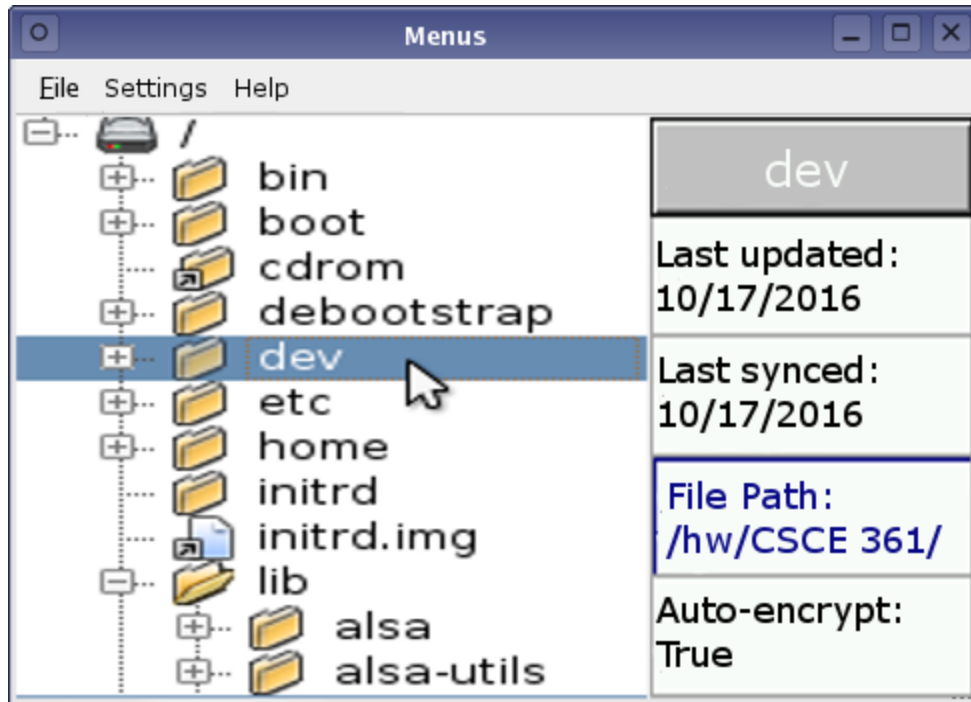 Menus
File Settings Help
/
bin
boot
cdrom
debootstrap
dev
etc
home
initrd
initrd.img
lib
alsa
alsa-utils
dev
Last updated:
10/17/2016
Last synced:
10/17/2016
File Path:
/hw/CSCE 361/
Auto-encrypt:
True